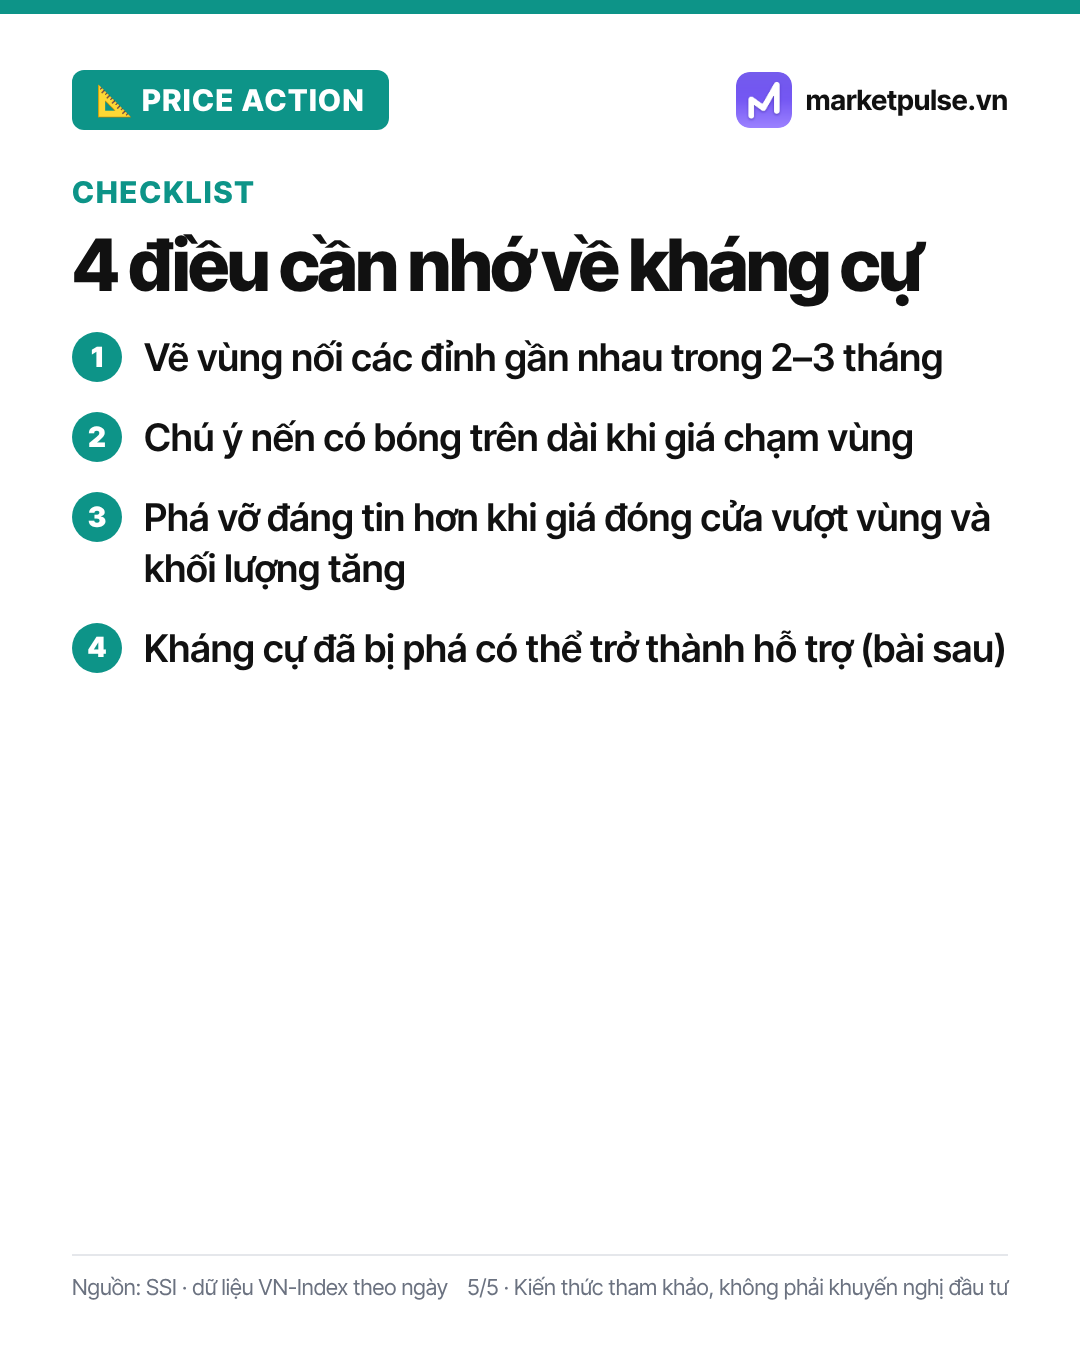 📐 PRICE ACTION
marketpulse.vn
CHECKLIST
4 điều cần nhớ về kháng cự
1 Vẽ vùng nối các đỉnh gần nhau trong 2–3 tháng
2 Chú ý nến có bóng trên dài khi giá chạm vùng
3 Phá vỡ đáng tin hơn khi giá đóng cửa vượt vùng và
khối lượng tăng
4 Kháng cự đã bị phá có thể trở thành hỗ trợ (bài sau)
Nguồn: SSI · dữ liệu VN-Index theo ngày
5/5 · Kiến thức tham khảo, không phải khuyến nghị đầu tư